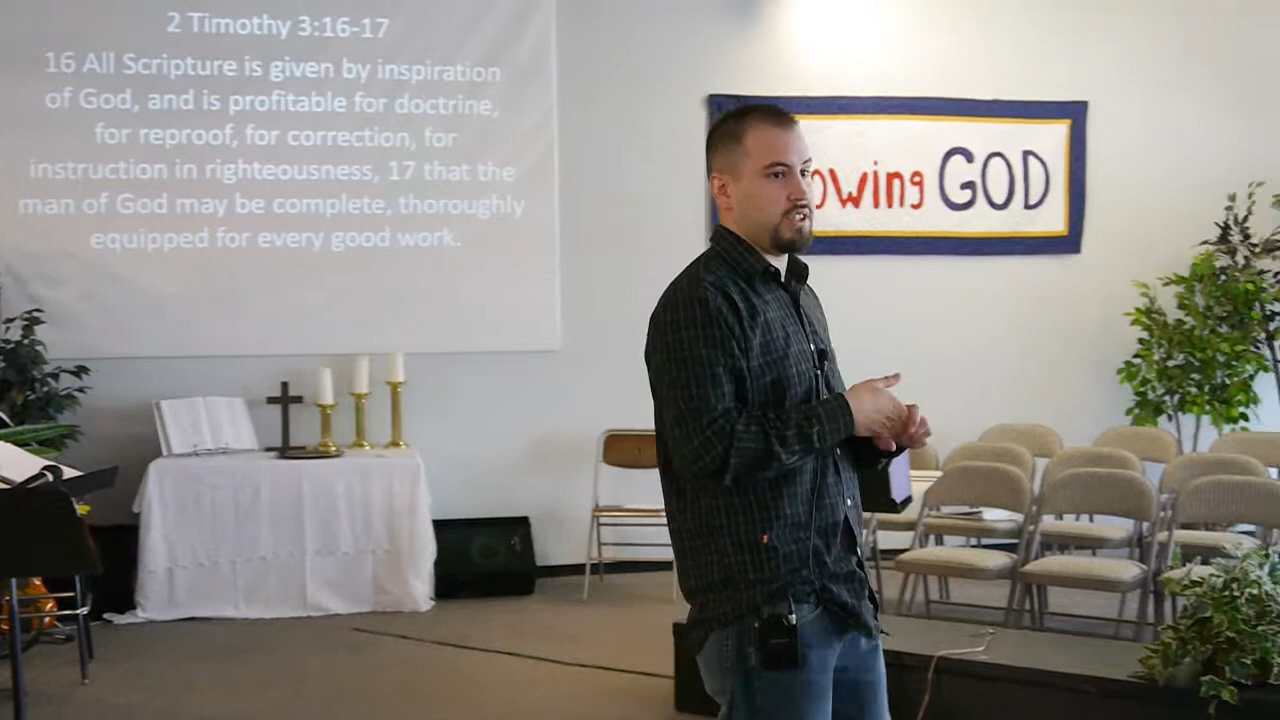 2 Timothy 3:16-17
16 All Scripture is given by inspiration
of God, and is profitable for doctrine,
for reproof, for correction, for
instruction in righteousness, 17 that the
man of God may be complete, thoroughly
equipped for every good work.
owing GOD